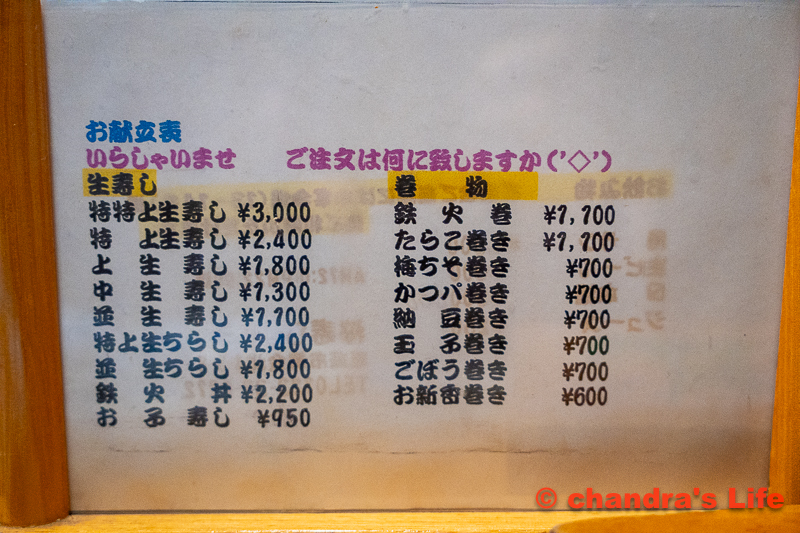 お献立表
いらしゃいませ ご注文は何に致しますか('◇')
生寿し
特特上生寿し ¥3,000
特上生寿し ¥2,400
上生寿し ¥1,800
中生寿し ¥1,300
並生寿し ¥1,100
特上生ちらし ¥2,400
並生ちらし ¥1,800
鉄火丼 ¥2,200
お子寿し ¥950
巻物
鉄火巻 ¥1,100
たらこ巻き ¥1,100
梅ちそ巻き ¥700
かつパ巻き ¥700
納豆巻き ¥700
玉子巻き ¥700
ごぼう巻き ¥700
お新香巻き ¥600
© chandra's Life